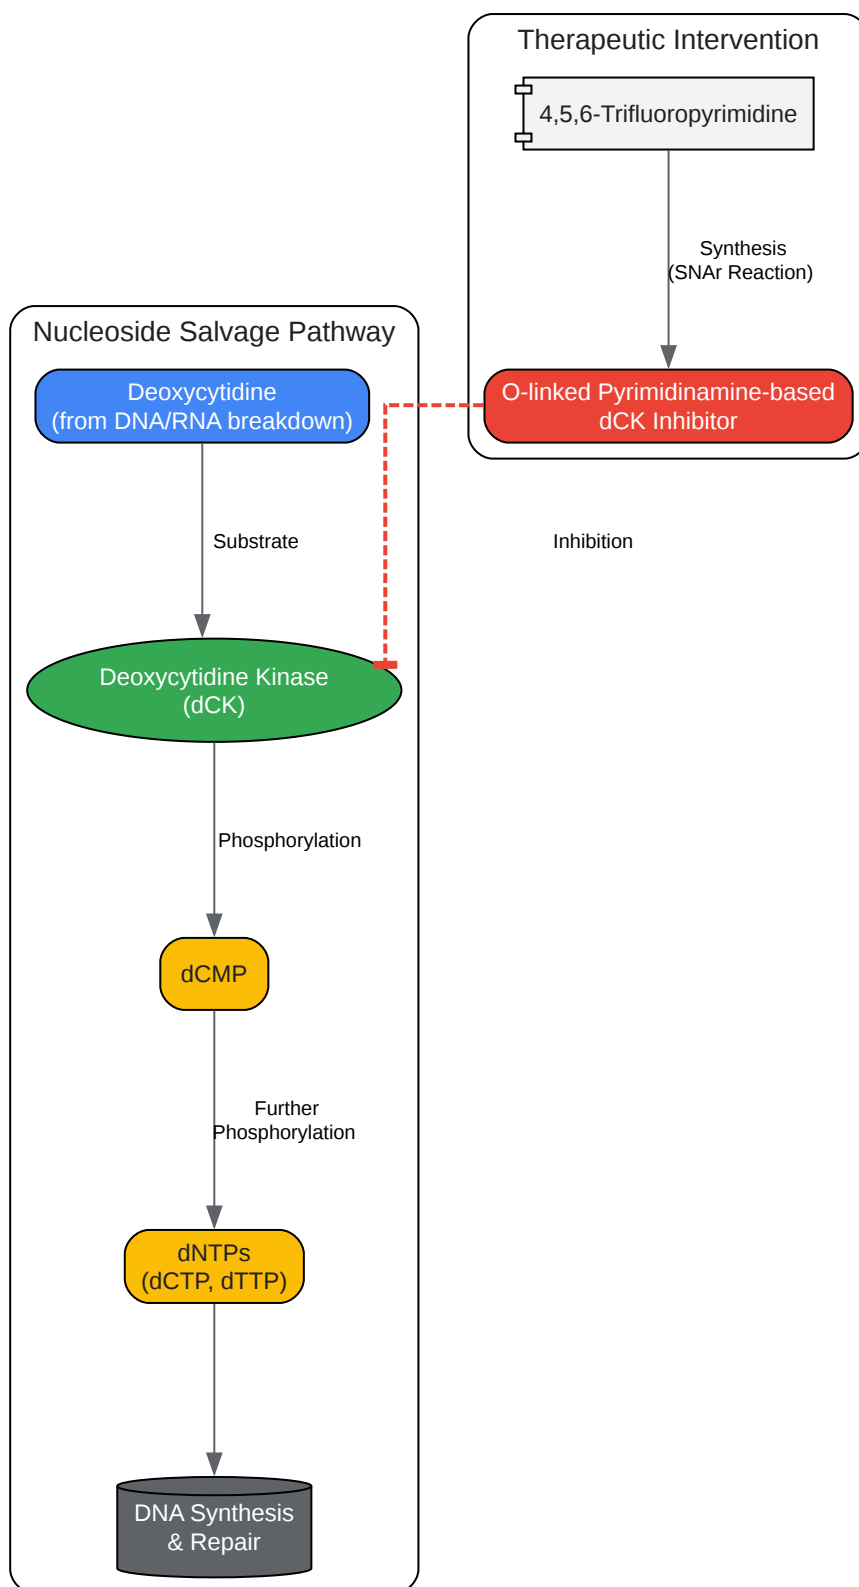 Therapeutic Intervention
4,5,6-Trifluoropyrimidine
Synthesis
(SNAr Reaction)
O-linked Pyrimidinamine-based
dCK Inhibitor
Inhibition
Nucleoside Salvage Pathway
Deoxycytidine
(from DNA/RNA breakdown)
Substrate
Deoxycytidine Kinase
(dCK)
Phosphorylation
dCMP
Further
Phosphorylation
dNTPs
(dCTP, dTTP)
DNA Synthesis
& Repair